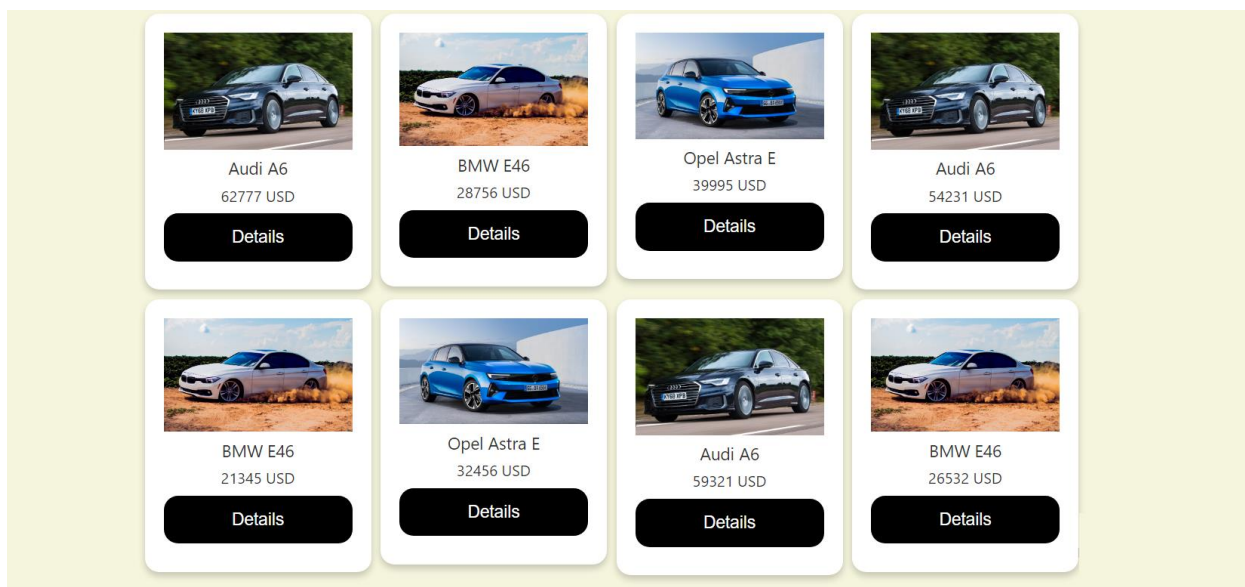 Audi A6
62777 USD
Details
BMW E46
28756 USD
Details
Opel Astra E
39995 USD
Details
Audi A6
54231 USD
Details
BMW E46
21345 USD
Details
Opel Astra E
32456 USD
Details
Audi A6
59321 USD
Details
BMW E46
26532 USD
Details